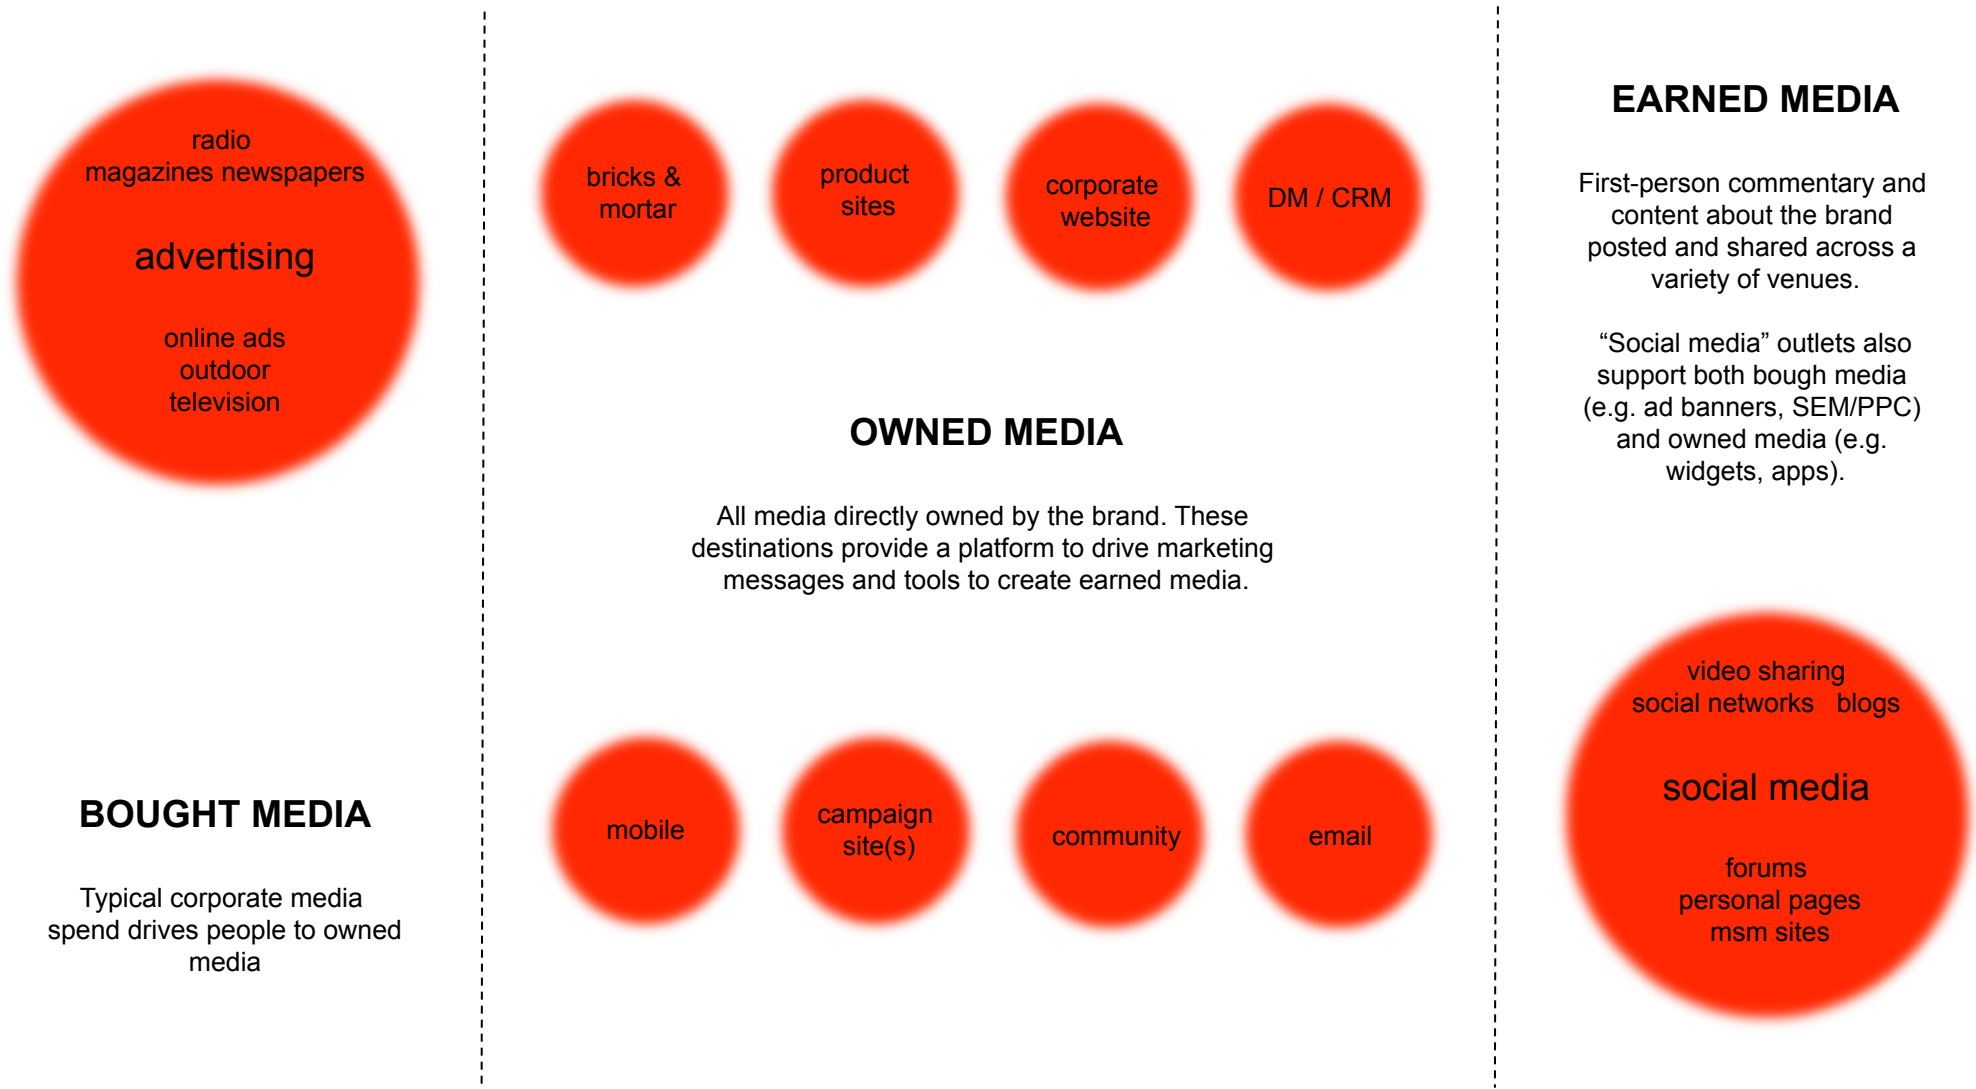 radio
magazines newspapers
advertising
online ads
outdoor
television
BOUGHT MEDIA
Typical corporate media
spend drives people to owned
media
bricks &
mortar
product
sites
corporate
website
DM / CRM
OWNED MEDIA
All media directly owned by the brand. These
destinations provide a platform to drive marketing
messages and tools to create earned media.
mobile
campaign
site(s)
community
email
EARNED MEDIA
First-person commentary and
content about the brand
posted and shared across a
variety of venues.
“Social media” outlets also
support both bough media
(e.g. ad banners, SEM/PPC)
and owned media (e.g.
widgets, apps).
video sharing
social networks blogs
social media
forums
personal pages
msm sites